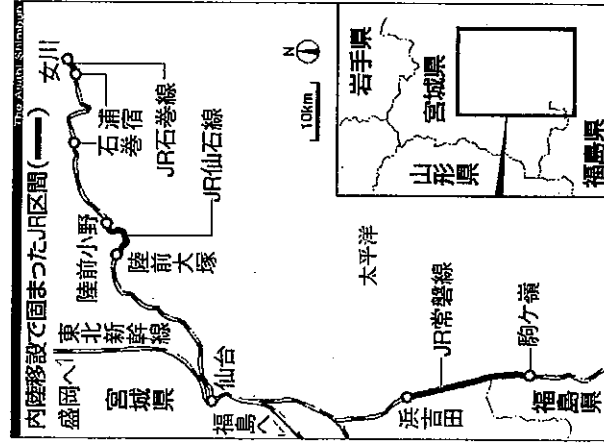 The Asahi Shimbun
内陸移設で固まったJR区間(━)
盛岡へ
東北新幹線
宮城県
仙台
福島へ
陸前小野
陸前大塚
石巻
浦宿
女川
JR石巻線
JR仙石線
太平洋
JR常磐線
浜吉田
駒ケ嶺
福島県
N
10km
岩手県
宮城県
山形県
福島県